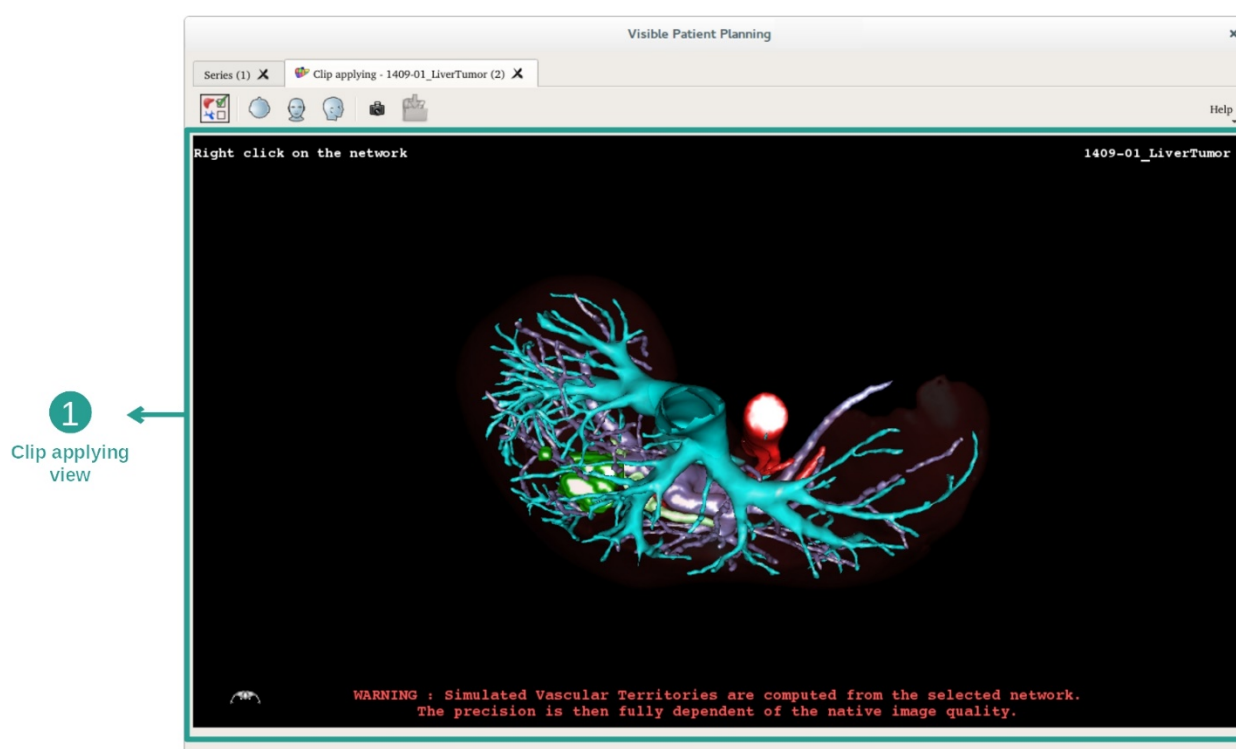 Visible Patient Planning
Series (1)
Clip applying - 1409-01_LiverTumor (2)
Help
Right click on the network
1409-01_LiverTumor
1
Clip applying
view
WARNING : Simulated Vascular Territories are computed from the selected network.
The precision is then fully dependent of the native image quality.